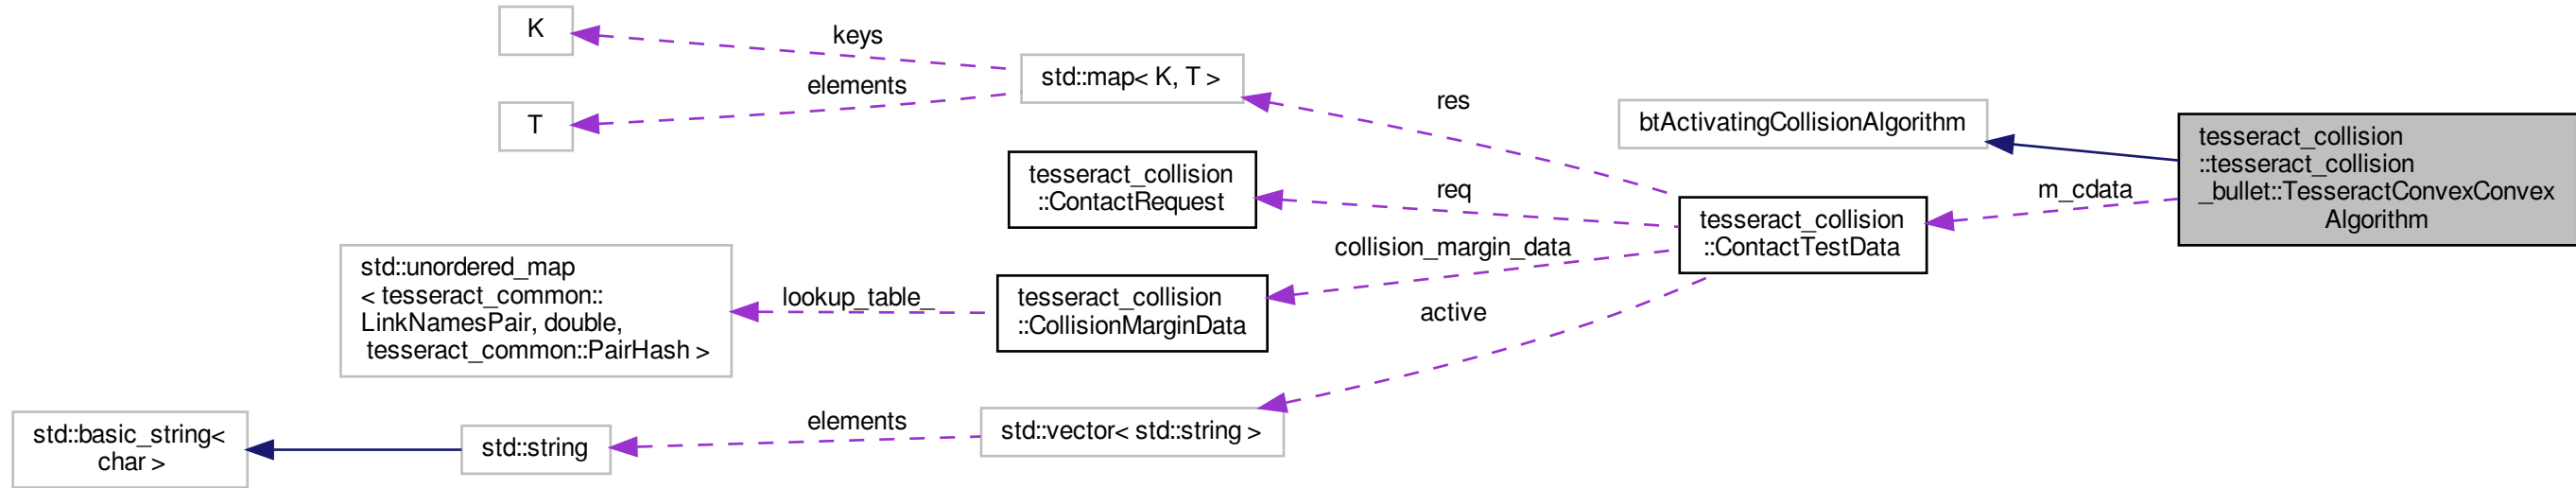 K
keys
std::map< K, T >
elements
T
res
btActivatingCollisionAlgorithm
tesseract_collision
::tesseract_collision
_bullet::TesseractConvexConvex
Algorithm
tesseract_collision
::ContactRequest
req
m_cdata
tesseract_collision
::ContactTestData
collision_margin_data
std::unordered_map
< tesseract_common::
LinkNamesPair, double,
tesseract_common::PairHash >
lookup_table_
tesseract_collision
::CollisionMarginData
active
std::basic_string<
char >
std::string
elements
std::vector< std::string >